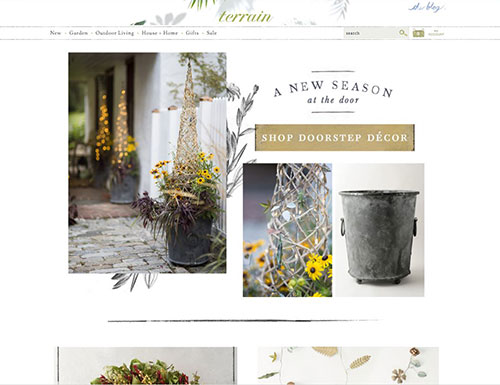 terrain
the blog.
New • Garden • Outdoor Living • House + Home • Gifts • Sale
search
A NEW SEASON
at the door
SHOP DOORSTEP DÉCOR